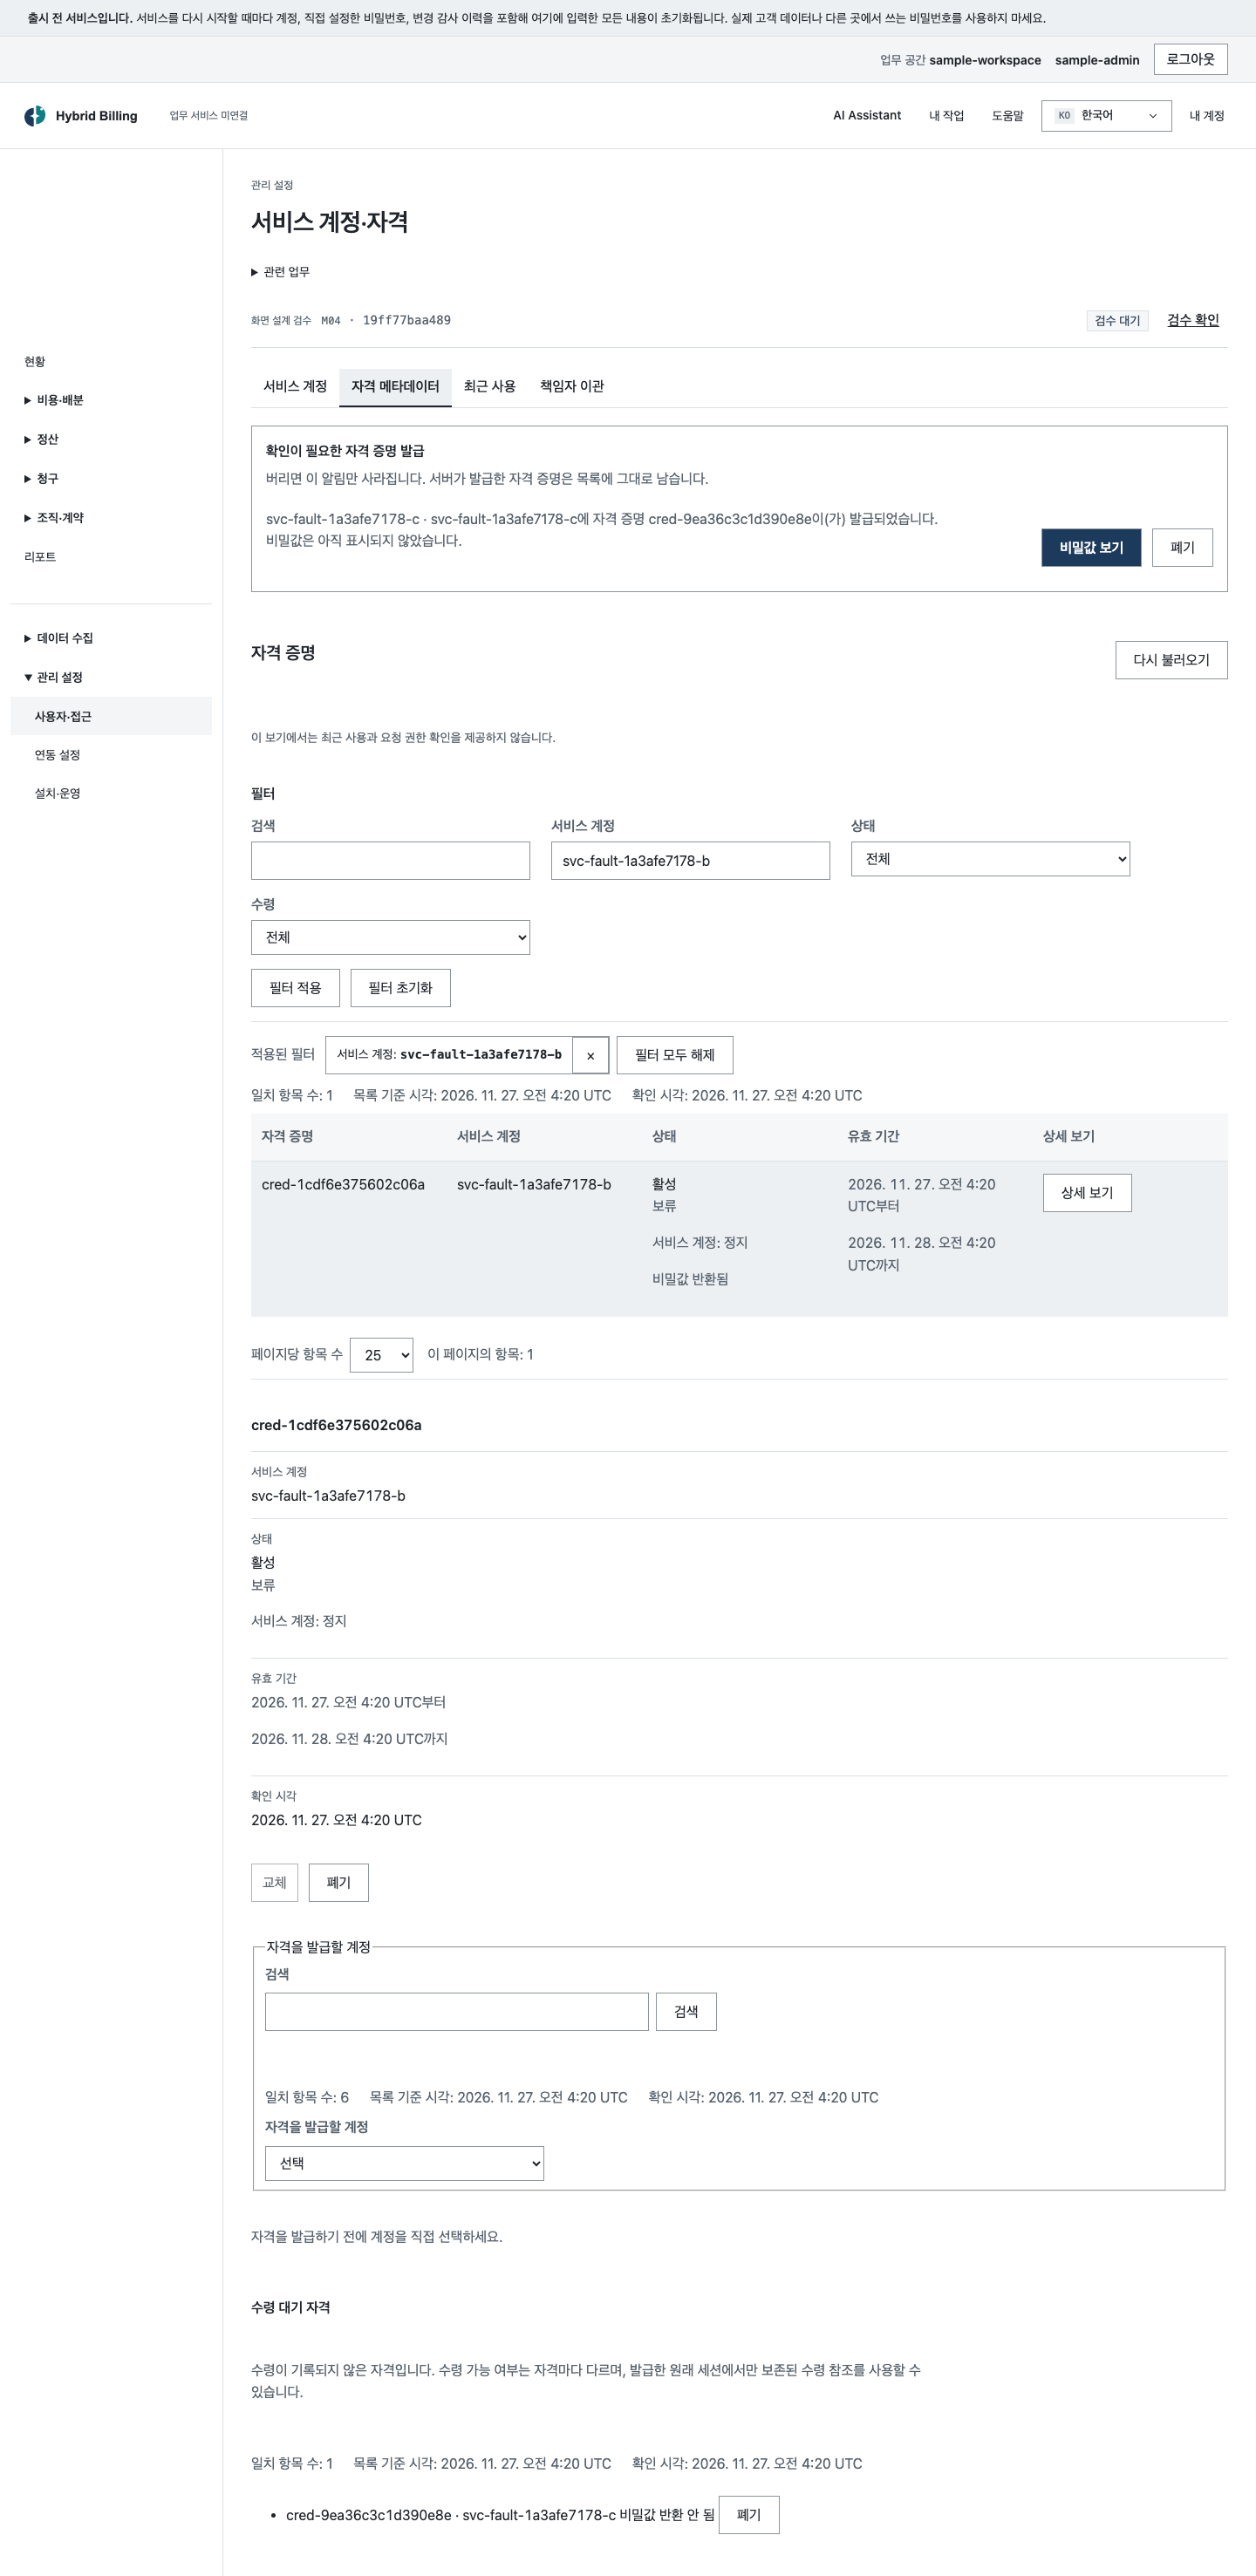 출시 전 서비스입니다. 서비스를 다시 시작할 때마다 계정, 직접 설정한 비밀번호, 변경 감사 이력을 포함해 여기에 입력한 모든 내용이 초기화됩니다. 실제 고객 데이터나 다른 곳에서 쓰는 비밀번호를 사용하지 마세요.
업무 공간 sample-workspace sample-admin 로그아웃
Hybrid Billing 업무 서비스 미연결 AI Assistant 내 작업 도움말 KO 한국어 내 계정
현황
비용·배분
정산
청구
조직·계약
리포트
데이터 수집
관리 설정
사용자·접근
연동 설정
설치·운영
관리 설정
서비스 계정·자격
관련 업무
화면 설계 검수 M04 · 19ff77baa489 검수 대기 검수 확인
서비스 계정 자격 메타데이터 최근 사용 책임자 이관
확인이 필요한 자격 증명 발급
버리면 이 알림만 사라집니다. 서버가 발급한 자격 증명은 목록에 그대로 남습니다.
svc-fault-1a3afe7178-c · svc-fault-1a3afe7178-c에 자격 증명 cred-9ea36c3c1d390e8e이(가) 발급되었습니다.
비밀값은 아직 표시되지 않았습니다.
비밀값 보기 폐기
자격 증명 다시 불러오기
이 보기에서는 최근 사용과 요청 권한 확인을 제공하지 않습니다.
필터
검색 서비스 계정 상태
svc-fault-1a3afe7178-b 전체
수령
전체
필터 적용 필터 초기화
적용된 필터 서비스 계정: svc-fault-1a3afe7178-b × 필터 모두 해제
일치 항목 수: 1 목록 기준 시각: 2026. 11. 27. 오전 4:20 UTC 확인 시각: 2026. 11. 27. 오전 4:20 UTC
자격 증명 서비스 계정 상태 유효 기간 상세 보기
cred-1cdf6e375602c06a svc-fault-1a3afe7178-b 활성 2026. 11. 27. 오전 4:20 상세 보기
보류 UTC부터
서비스 계정: 정지 2026. 11. 28. 오전 4:20
UTC까지
비밀값 반환됨
페이지당 항목 수 25 이 페이지의 항목: 1
cred-1cdf6e375602c06a
서비스 계정
svc-fault-1a3afe7178-b
상태
활성
보류
서비스 계정: 정지
유효 기간
2026. 11. 27. 오전 4:20 UTC부터
2026. 11. 28. 오전 4:20 UTC까지
확인 시각
2026. 11. 27. 오전 4:20 UTC
교체 폐기
자격을 발급할 계정
검색
검색
일치 항목 수: 6 목록 기준 시각: 2026. 11. 27. 오전 4:20 UTC 확인 시각: 2026. 11. 27. 오전 4:20 UTC
자격을 발급할 계정
선택
자격을 발급하기 전에 계정을 직접 선택하세요.
수령 대기 자격
수령이 기록되지 않은 자격입니다. 수령 가능 여부는 자격마다 다르며, 발급한 원래 세션에서만 보존된 수령 참조를 사용할 수
있습니다.
일치 항목 수: 1 목록 기준 시각: 2026. 11. 27. 오전 4:20 UTC 확인 시각: 2026. 11. 27. 오전 4:20 UTC
• cred-9ea36c3c1d390e8e · svc-fault-1a3afe7178-c 비밀값 반환 안 됨 폐기